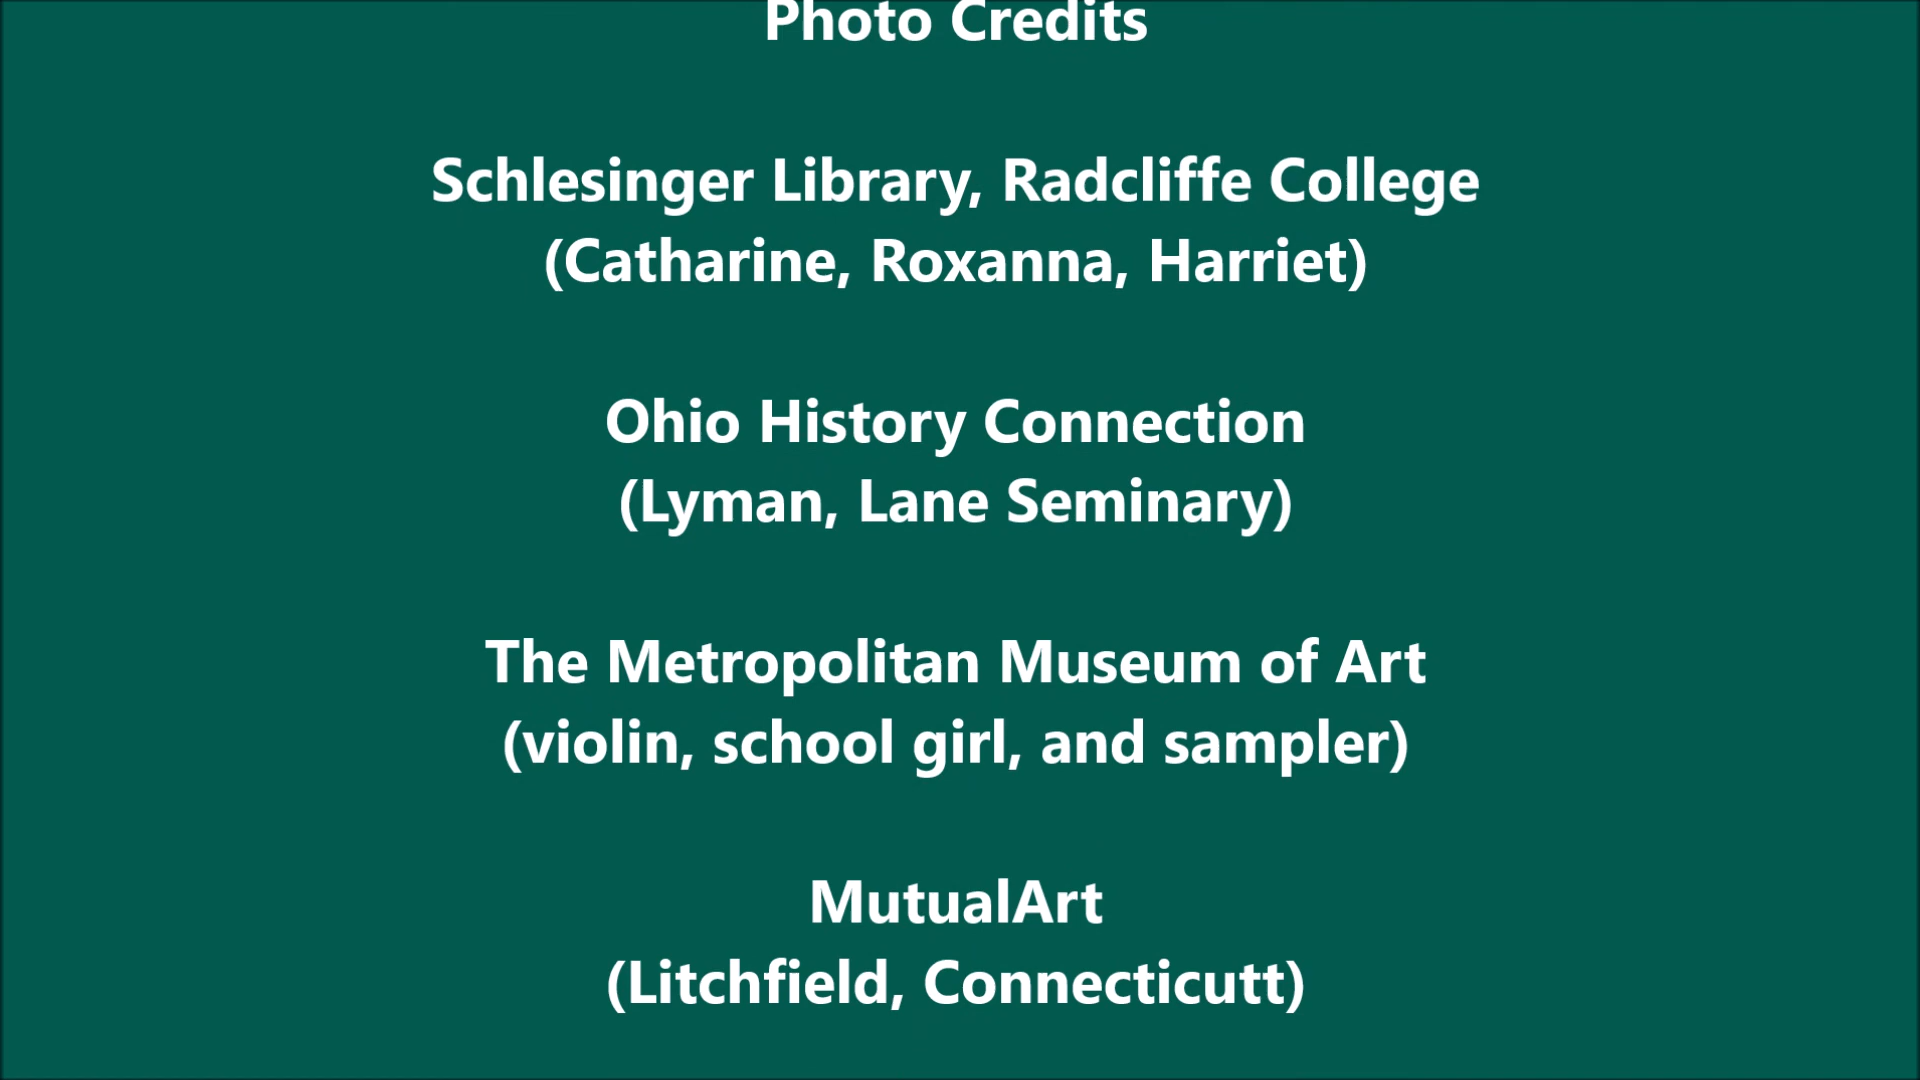 Photo Credits
Schlesinger Library, Radcliffe College
(Catharine, Roxanna, Harriet)
Ohio History Connection
(Lyman, Lane Seminary)
The Metropolitan Museum of Art
(violin, school girl, and sampler)
MutualArt
(Litchfield, Connecticutt)